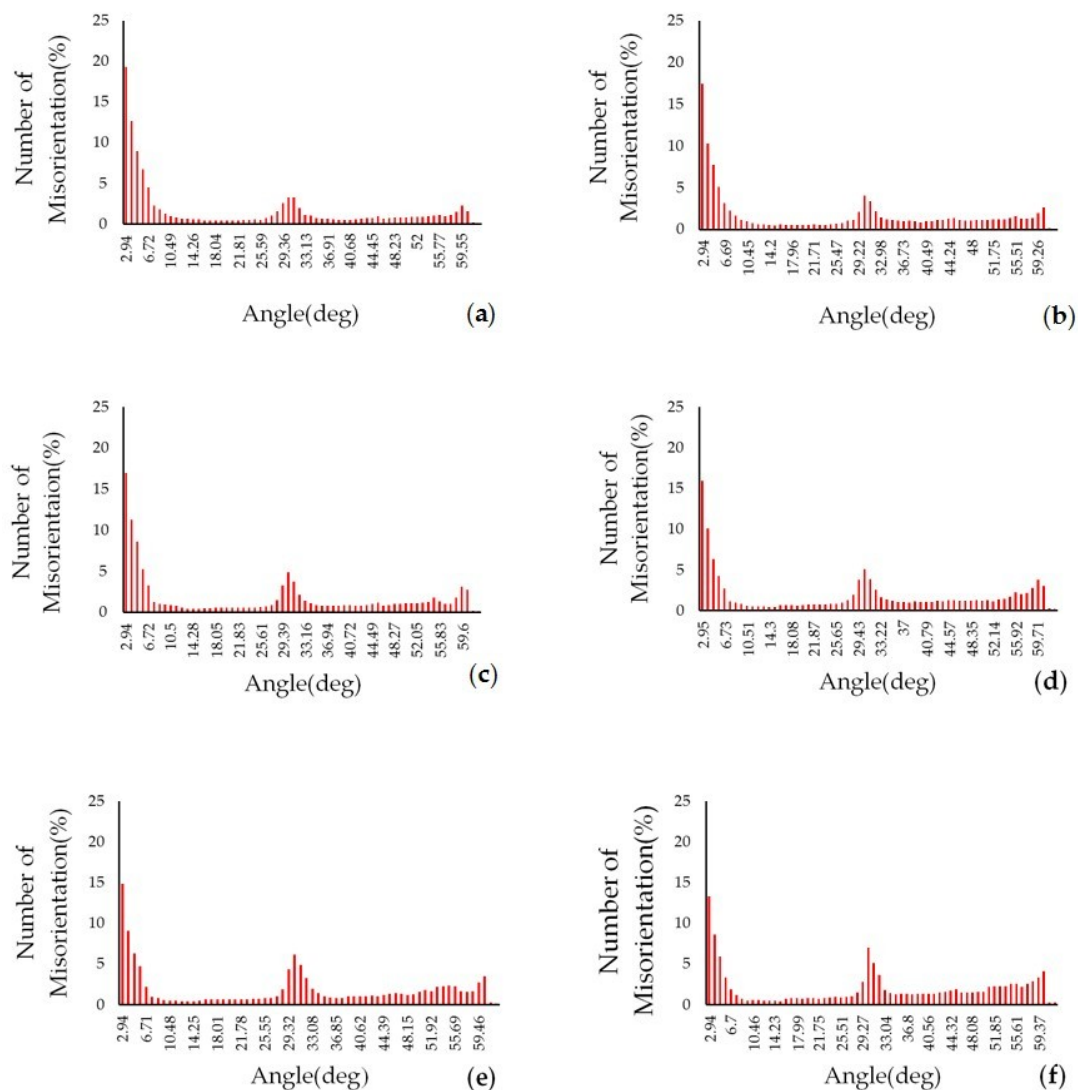 25
20
15
10
5
0
Number of
Misorientation(%)
2.94 6.72 10.49 14.26 18.04 21.81 25.59 29.36 33.13 36.91 40.68 44.45 48.23 52 55.77 59.55
Angle(deg)
(a)
25
20
15
10
5
0
Number of
Misorientation(%)
2.94 6.69 10.45 14.2 17.96 21.71 25.47 29.22 32.98 36.73 40.49 44.24 48 51.75 55.51 59.26
Angle(deg)
(b)
25
20
15
10
5
0
Number of
Misorientaion(%)
2.94 6.72 10.5 14.28 18.05 21.83 25.61 29.39 33.16 36.94 40.72 44.49 48.27 52.05 55.83 59.6
Angle(deg)
(c)
25
20
15
10
5
0
Number of
Misorientation(%)
2.95 6.73 10.51 14.3 18.08 21.87 25.65 29.43 33.22 37 40.79 44.57 48.35 52.14 55.92 59.71
Angle(deg)
(d)
25
20
15
10
5
0
Number of
Misorientation(%)
2.94 6.71 10.48 14.25 18.01 21.78 25.55 29.32 33.08 36.85 40.62 44.39 48.15 51.92 55.69 59.46
Angle(deg)
(e)
25
20
15
10
5
0
Number of
Misorientation(%)
2.94 6.7 10.46 14.23 17.99 21.75 25.51 29.27 33.04 36.8 40.56 44.32 48.08 51.85 55.61 59.37
Angle(deg)
(f)